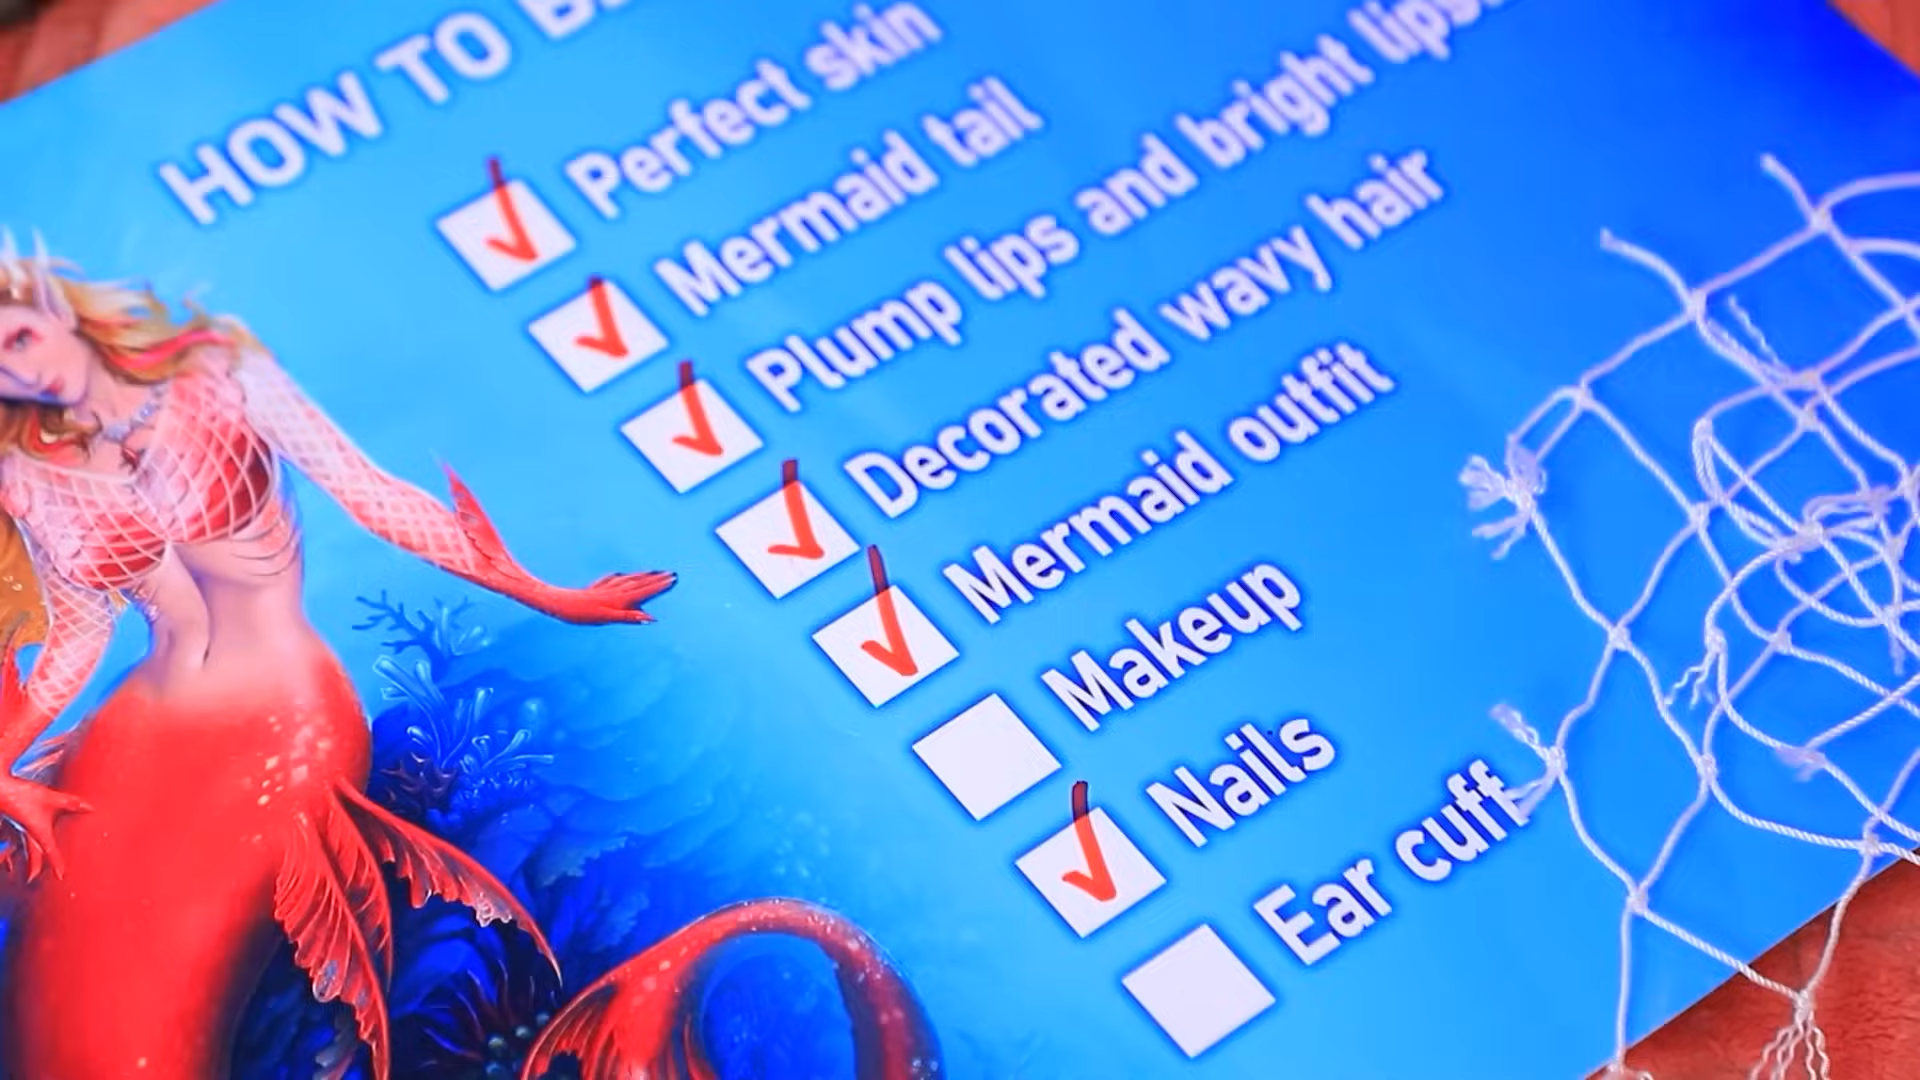 HOW TO
Perfect skin
Mermaid tail
Plump lips and bright lips
Decorated wavy hair
Mermaid outfit
Makeup
Nails
Ear cuff